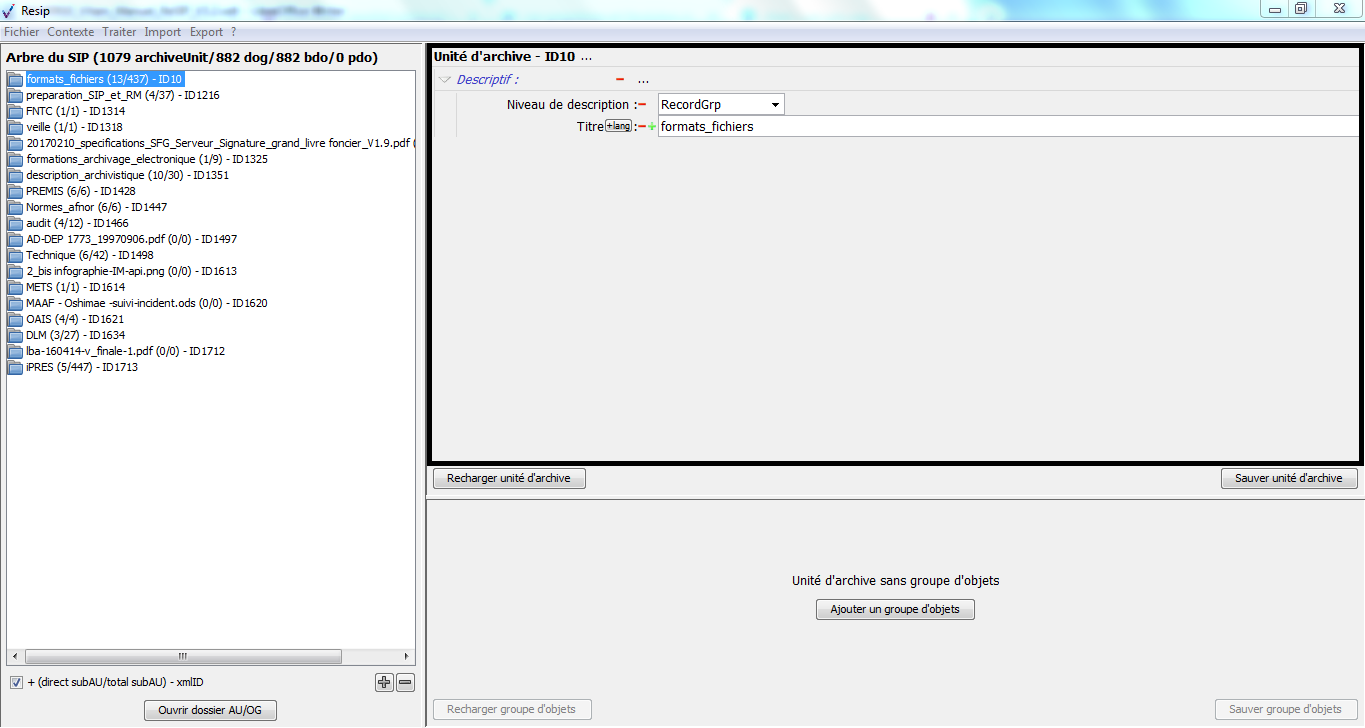 Resip
Fichier Contexte Traiter Import Export ?
Arbre du SIP (1079 archiveUnit/882 dog/882 bdo/0 pdo)
formats_fichiers (13/437) - ID10
preparation_SIP_et_RM (4/37) - ID1216
FNTC (1/1) - ID1314
veille (1/1) - ID1318
20170210_specifications_SFG_Serveur_Signature_grand_livre foncier_V1.9.pdf (
formations_archivage_electronique (1/9) - ID1325
description_archivistique (10/30) - ID1351
PREMIS (6/6) - ID1428
Normes_afnor (6/6) - ID1447
audit (4/12) - ID1466
AD-DEP 1773_19970906.pdf (0/0) - ID1497
Technique (6/42) - ID1498
2_bis infographie-IM-api.png (0/0) - ID1613
METS (1/1) - ID1614
MAAF - Oshimae -suivi-incident.ods (0/0) - ID1620
OAIS (4/4) - ID1621
DLM (3/27) - ID1634
lba-160414-v_finale-1.pdf (0/0) - ID1712
iPRES (5/447) - ID1713
+ (direct subAU/total subAU) - xmlID
Ouvrir dossier AU/OG
Unité d'archive - ID10 ...
Descriptif : ...
Niveau de description : RecordGrp
Titre +lang : formats_fichiers
Recharger unité d'archive Sauver unité d'archive
Unité d'archive sans groupe d'objets
Ajouter un groupe d'objets
Recharger groupe d'objets Sauver groupe d'objets